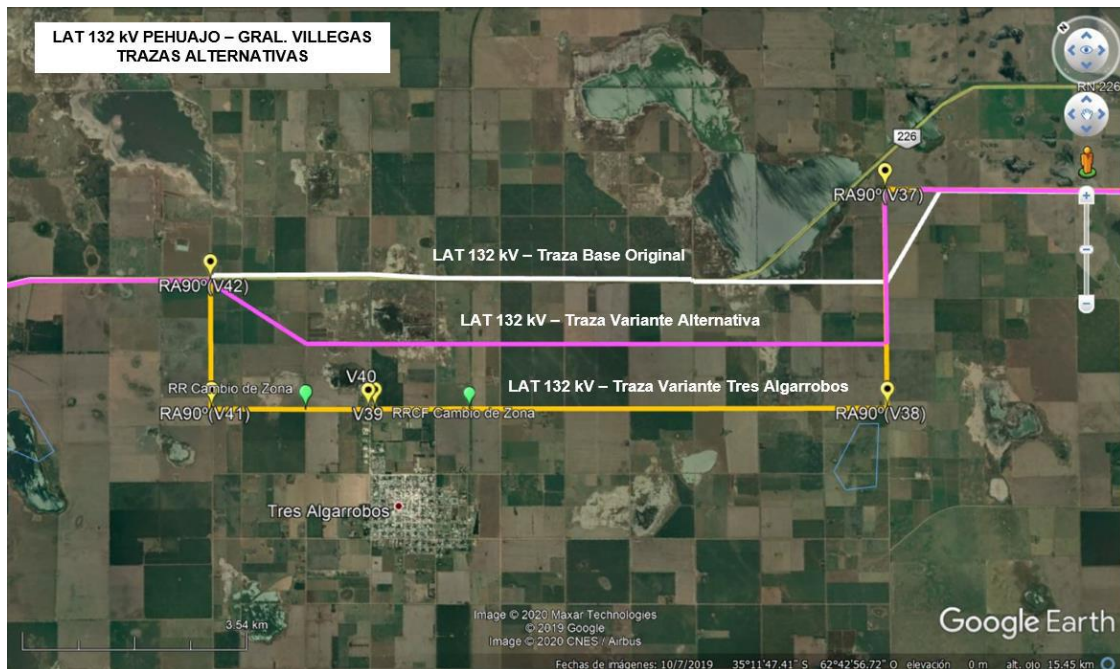 LAT 132 kV PEHUAJO – GRAL. VILLEGAS
TRAZAS ALTERNATIVAS
N
RN 226
226
RA90º(V37)
LAT 132 kV – Traza Base Original
RA90º(V42)
LAT 132 kV – Traza Variante Alternativa
V40
RR Cambio de Zona
LAT 132 kV – Traza Variante Tres Algarrobos
RA90º(V41)
V39
RRCF Cambio de Zona
RA90º(V38)
Tres Algarrobos
3.54 km
Image © 2020 Maxar Technologies
© 2019 Google
Image © 2020 CNES / Airbus
Google Earth
Fechas de imágenes: 10/7/2019 35°11'47.41" S 62°42'56.72" O elevación 0 m alt. ojo 15.45 km